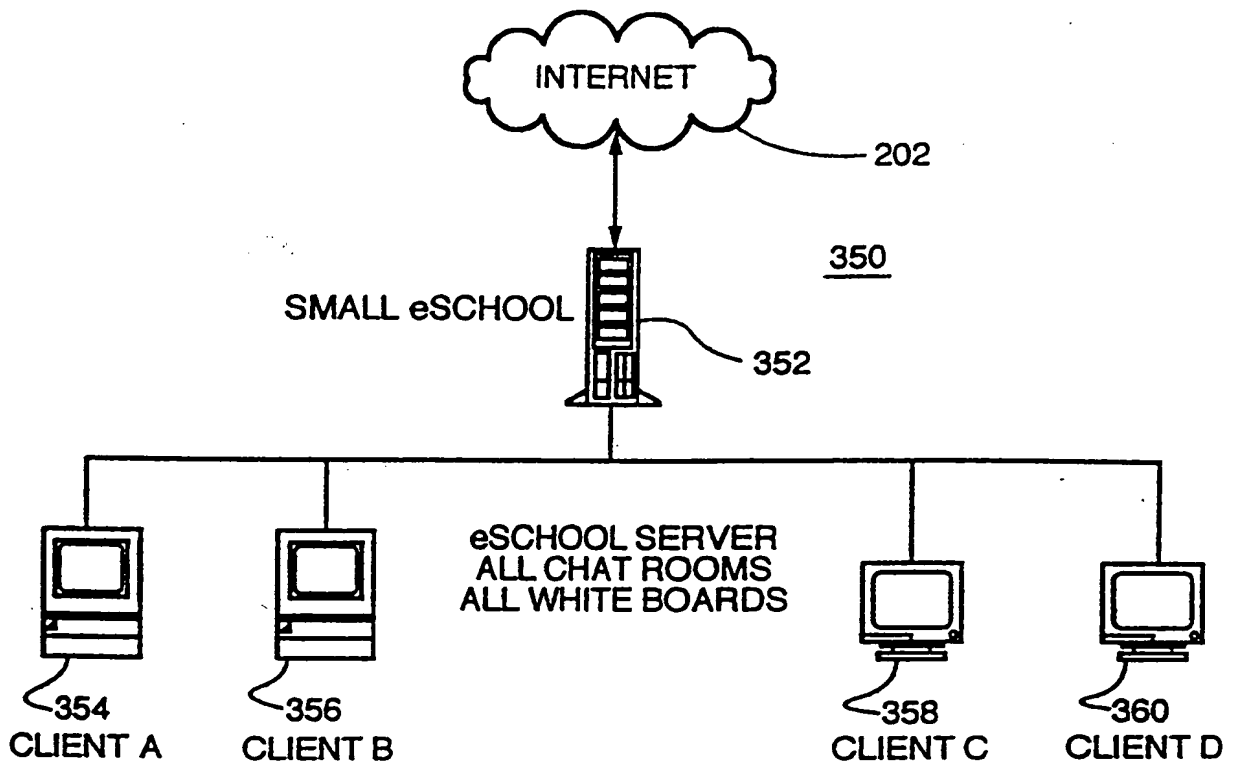 INTERNET
202
350
SMALL eSCHOOL
352
eSCHOOL SERVER
ALL CHAT ROOMS
ALL WHITE BOARDS
354
CLIENT A
356
CLIENT B
358
CLIENT C
360
CLIENT D